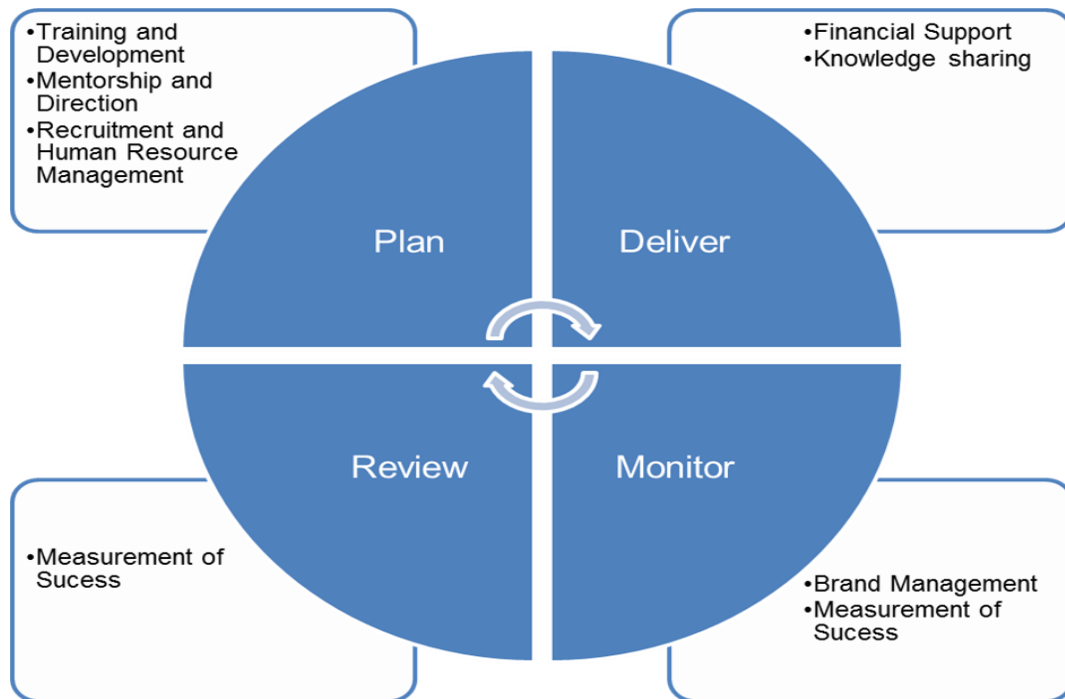 •Training and
Development
•Mentorship and
Direction
•Recruitment and
Human Resource
Management
•Financial Support
•Knowledge sharing
Plan
Deliver
Review
Monitor
•Measurement of
Sucess
•Brand Management
•Measurement of
Sucess